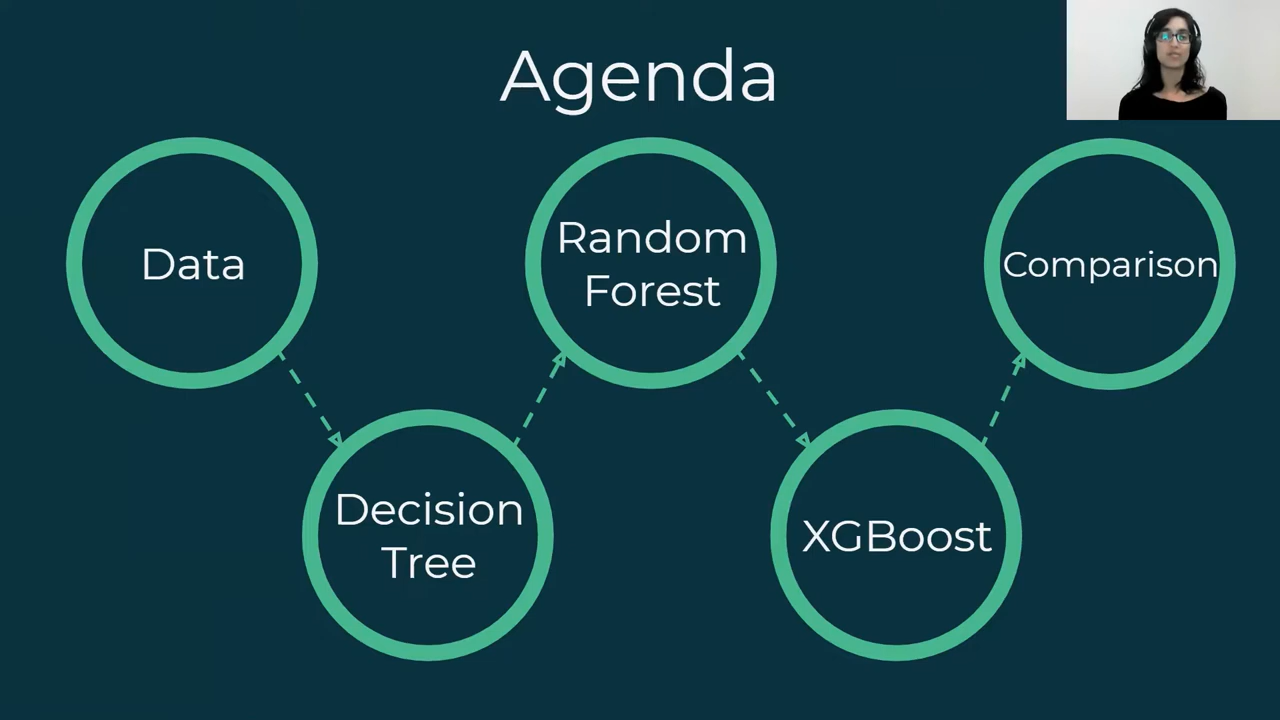 Agenda
Data
Decision
Tree
Random
Forest
XGBoost
Comparison